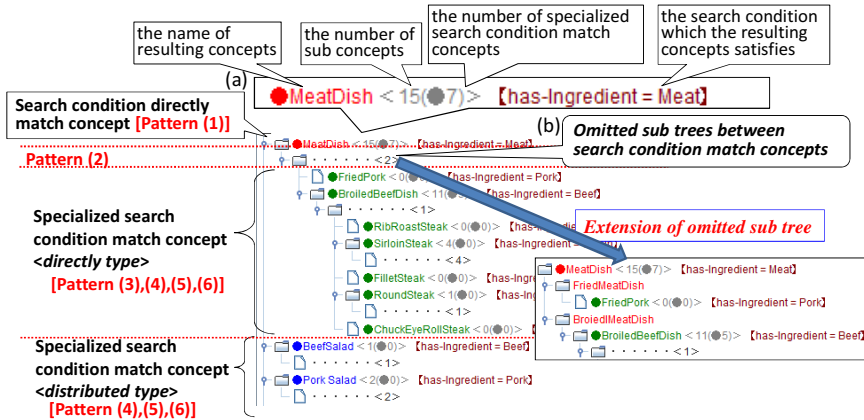 the name of
resulting concepts
the number of
sub concepts
the number of specialized
search condition match
concepts
the search condition
which the resulting
concepts satisfies
(a)
MeatDish < 15(●7)> 【has-Ingredient = Meat】
Search condition directly
match concept [Pattern (1)]
(b)
Omitted sub trees between
search condition match concepts
MeatDish < 15(●7)> 【has-Ingredient = Meat】
Pattern (2)
· · · · · · <2>
FriedPork < 0(●0)> 【has-Ingredient = Pork】
BroiledBeefDish < 11(●5)> 【has-Ingredient = Beef】
· · · · · · <1>
RibRoastSteak < 0(●0)> 【has-Ingredient
SirloinSteak < 4(●0)> 【has-Ingredient
· · · · · · <4>
FilletSteak < 0(●0)> 【has-Ingredient
RoundSteak < 1(●0)> 【has-Ingredient
· · · · · · <1>
ChuckEyeRollSteak < 0(●0)>
Specialized search
condition match concept
<directly type>
[Pattern (3),(4),(5),(6)]
Extension of omitted sub tree
MeatDish < 15(●7)> 【has-Ingredient = Meat】
FriedMeatDish
FriedPork < 0(●0)> 【has-Ingredient = Pork】
BroiedlMeatDish
BroiledBeefDish < 11(●5)> 【has-Ingredient = Beef】
· · · · · · <1>
Specialized search
condition match concept
<distributed type>
[Pattern (4),(5),(6)]
BeefSalad < 1(●0)> 【has-Ingredient = Beef】
· · · · · · <1>
Pork Salad < 2(●0)> 【has-Ingredient = Pork】
· · · · · · <2>